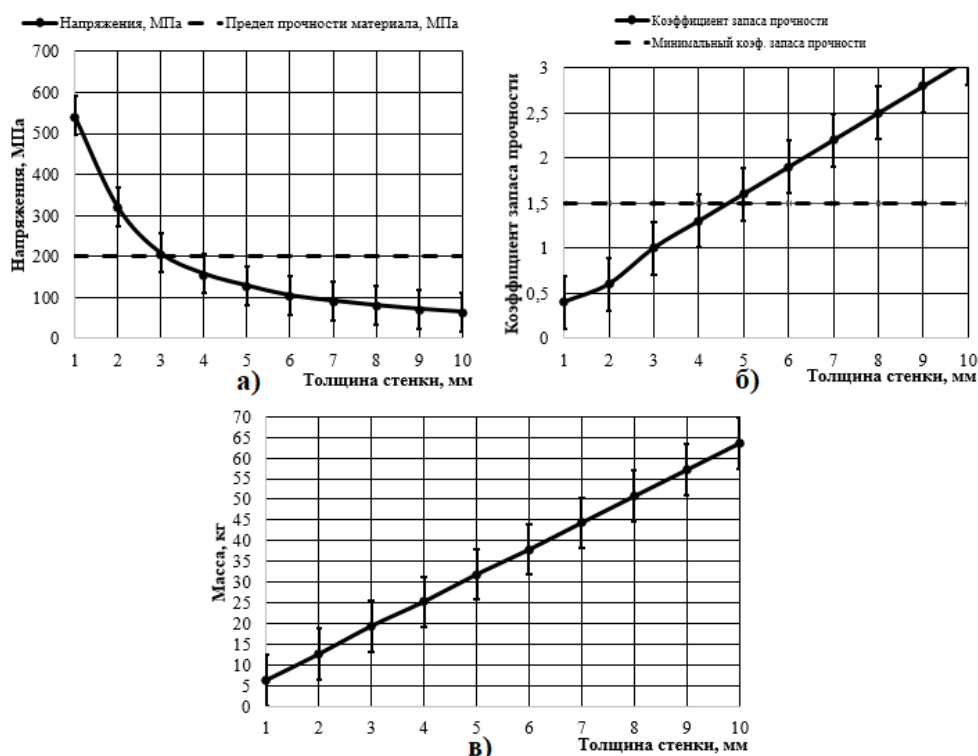 Напряжения, МПа
Предел прочности материала, МПа
Напряжения, МПа
700
600
500
400
300
200
100
0
1 2 3 4 5 6 7 8 9 10
Толщина стенки, мм
а)
Коэффициент запаса прочности
Минимальный коэф. запаса прочности
Коэффициент запаса прочности
3
2,5
2
1,5
1
0,5
0
1 2 3 4 5 6 7 8 9 10
Толщина стенки, мм
б)
Масса, кг
70
65
60
55
50
45
40
35
30
25
20
15
10
5
0
1 2 3 4 5 6 7 8 9 10
Толщина стенки, мм
в)